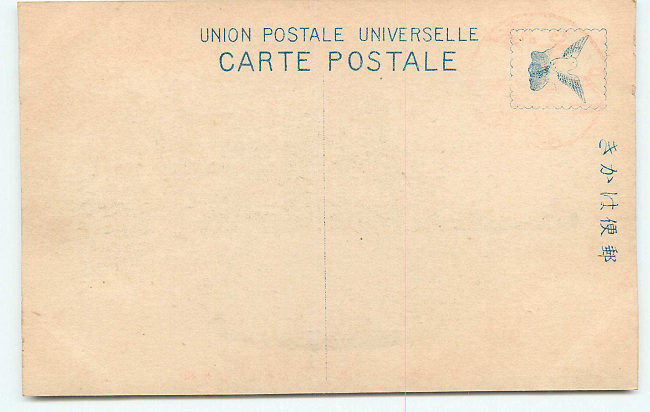 UNION POSTALE UNIVERSELLE
CARTE POSTALE
郵便はかき